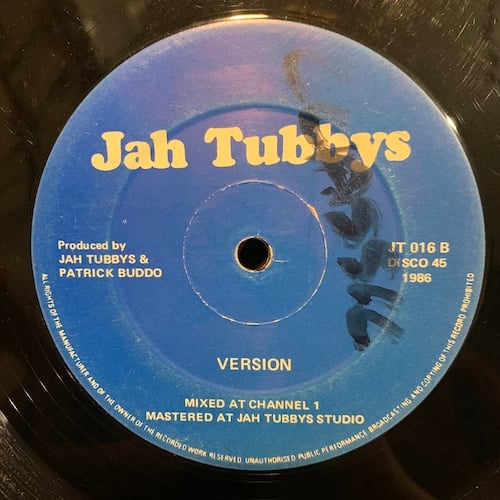 Jah Tubbys
Produced by
JAH TUBBYS &
PATRICK BUDDO
JT 016 B
DISCO 45
1986
VERSION
MIXED AT CHANNEL 1
MASTERED AT JAH TUBBYS STUDIO
ALL RIGHTS OF THE MANUFACTURER AND OF THE OWNER OF THE RECORDED WORK RESERVED UNAUTHORISED PUBLIC PERFORMANCE BROADCASTING AND COPYING OF THIS RECORD PROHIBITED